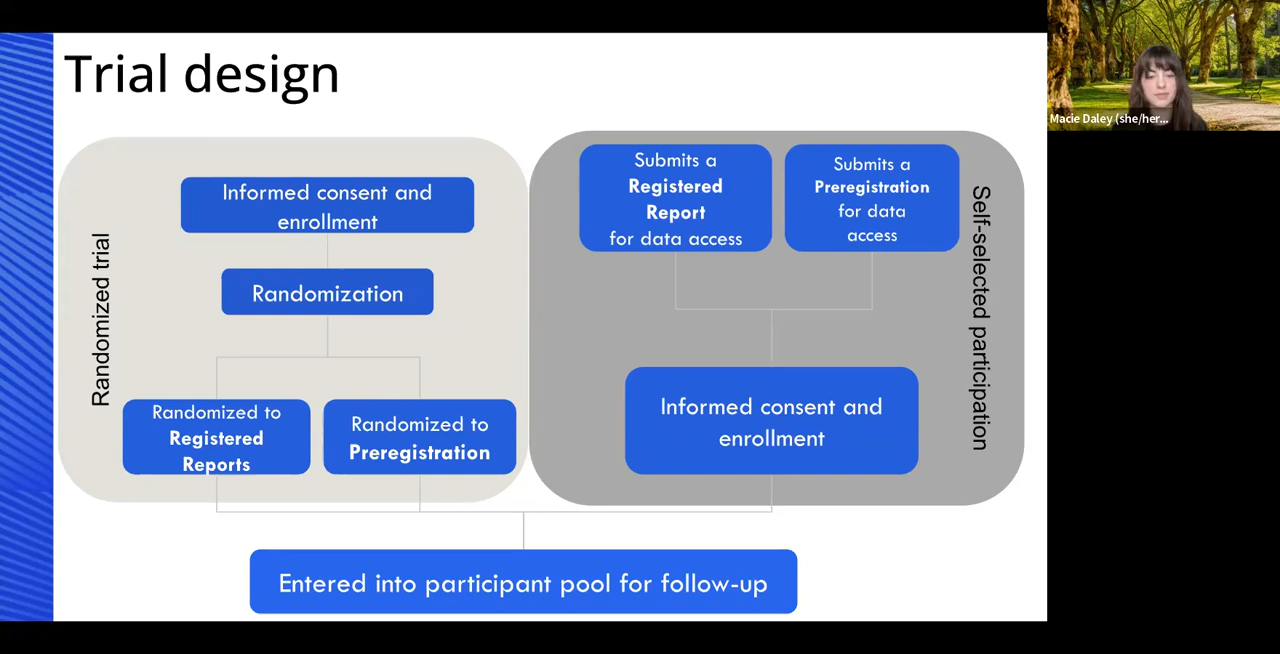 Trial design
Macie Daley (she/her...
Randomized trial
Informed consent and
enrollment
Randomization
Randomized to
Registered
Reports
Randomized to
Preregistration
Submits a
Registered
Report
for data access
Submits a
Preregistration
for data
access
Informed consent and
enrollment
Self-selected participation
Entered into participant pool for follow-up